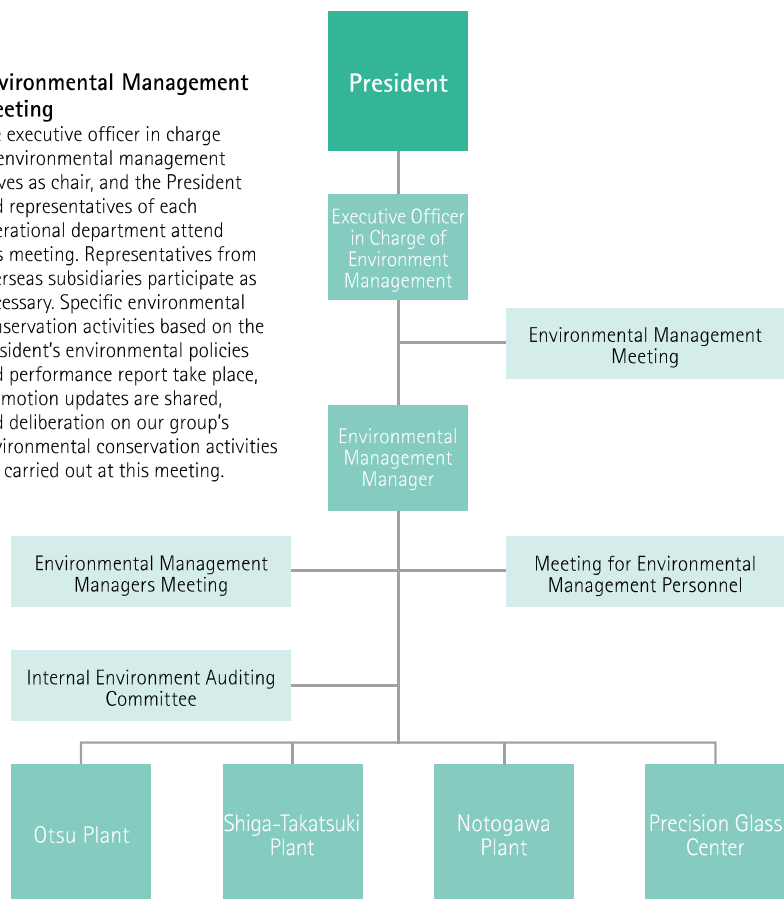 President
vironmental Management
eeting
e executive officer in charge
environmental management
ves as chair, and the President
d representatives of each
erational department attend
s meeting. Representatives from
erseas subsidiaries participate as
cessary. Specific environmental
nservation activities based on the
sident's environmental policies
d performance report take place,
motion updates are shared,
d deliberation on our group's
vironmental conservation activities
carried out at this meeting.
Executive Officer
in Charge of
Environment
Management
Environmental Management
Meeting
Environmental
Management
Manager
Environmental Management
Managers Meeting
Meeting for Environmental
Management Personnel
Internal Environment Auditing
Committee
Otsu Plant
Shiga-Takatsuki
Plant
Notogawa
Plant
Precision Glass
Center